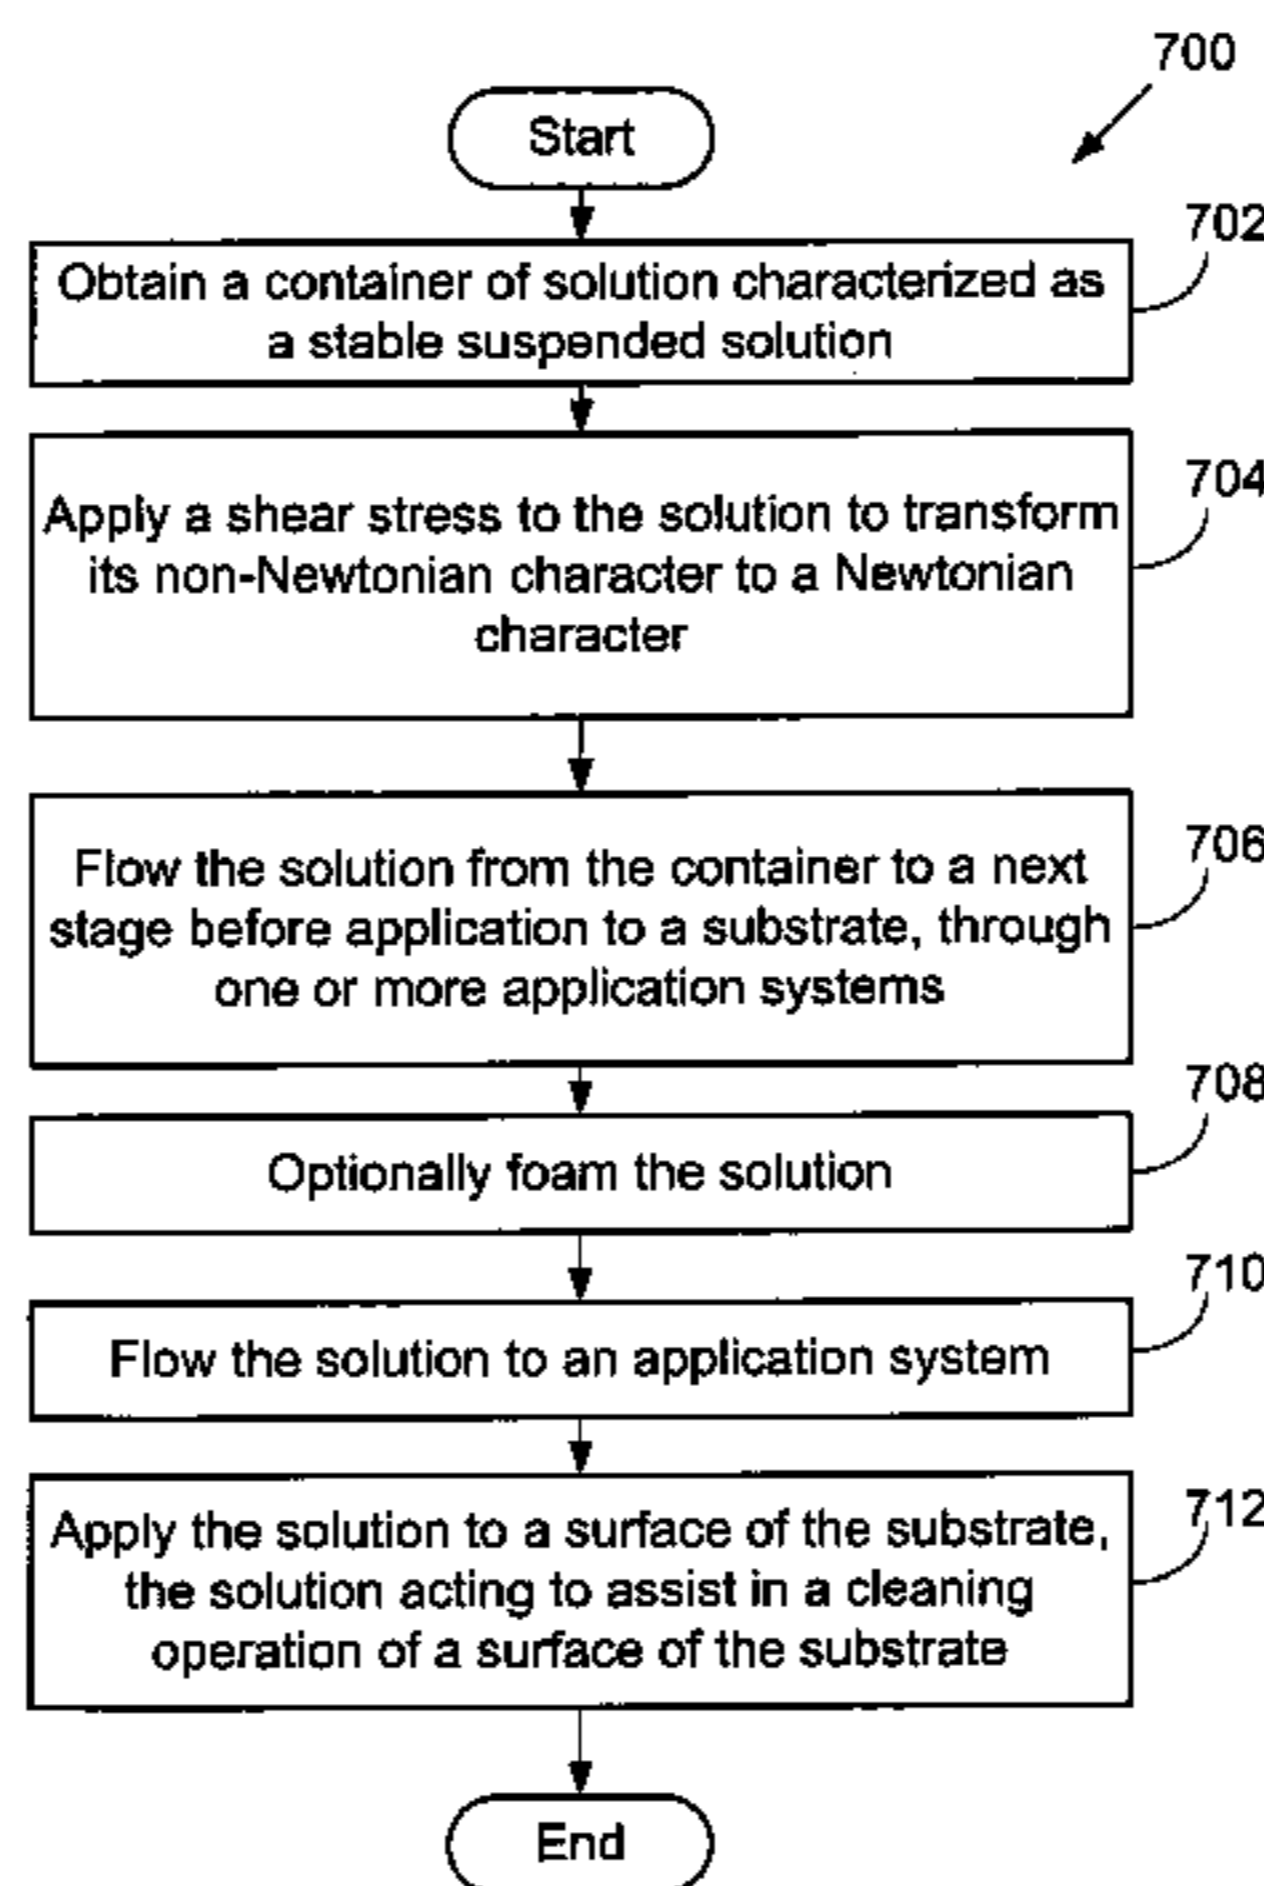 700
Start
702
Obtain a container of solution characterized as
a stable suspended solution
704
Apply a shear stress to the solution to transform
its non-Newtonian character to a Newtonian
character
706
Flow the solution from the container to a next
stage before application to a substrate, through
one or more application systems
708
Optionally foam the solution
710
Flow the solution to an application system
712
Apply the solution to a surface of the substrate,
the solution acting to assist in a cleaning
operation of a surface of the substrate
End